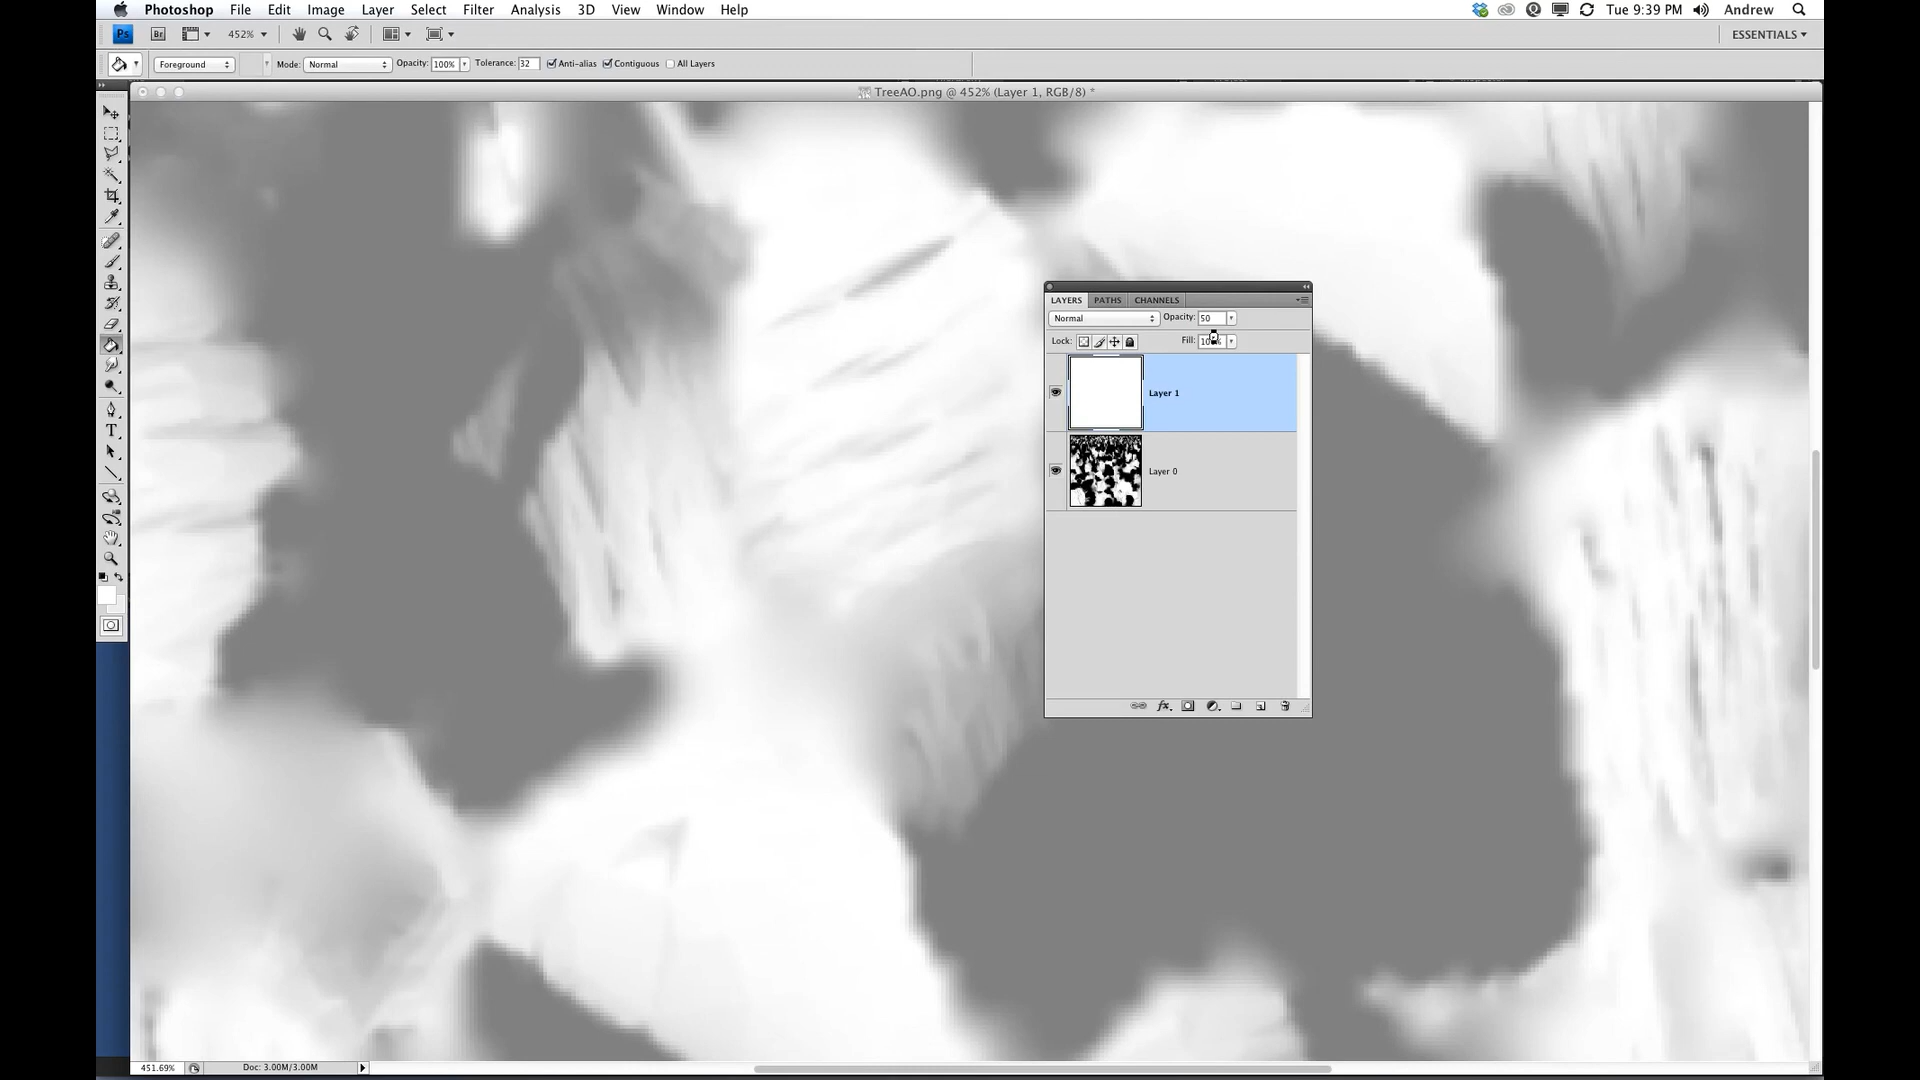 Photoshop File Edit Image Layer Select Filter Analysis 3D View Window Help Tue 9:39 PM Andrew
Ps Br 452% ESSENTIALS
Foreground Mode: Normal Opacity: 100% Tolerance: 32 Anti-alias Contiguous All Layers
TreeAO.png @ 452% (Layer 1, RGB/8) *
LAYERS PATHS CHANNELS
Normal Opacity: 50
Lock: Fill:
Layer 1
Layer 0
fx.
451.69% Doc: 3.00M/3.00M